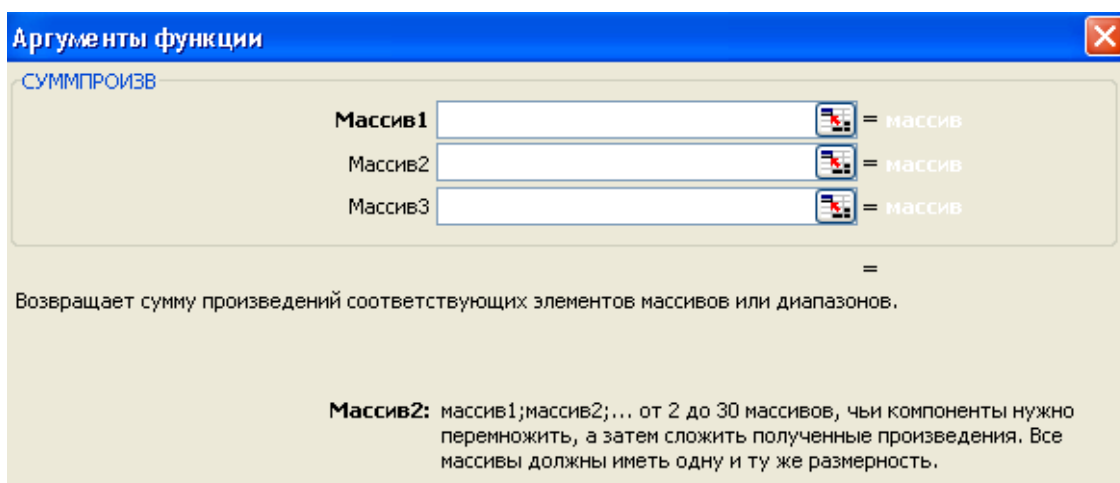 Аргументы функции
СУММПРОИЗВ
Массив1 = массив
Массив2 = массив
Массив3 = массив
=
Возвращает сумму произведений соответствующих элементов массивов или диапазонов.
Массив2: массив1;массив2;... от 2 до 30 массивов, чьи компоненты нужно
перемножить, а затем сложить полученные произведения. Все
массивы должны иметь одну и ту же размерность.